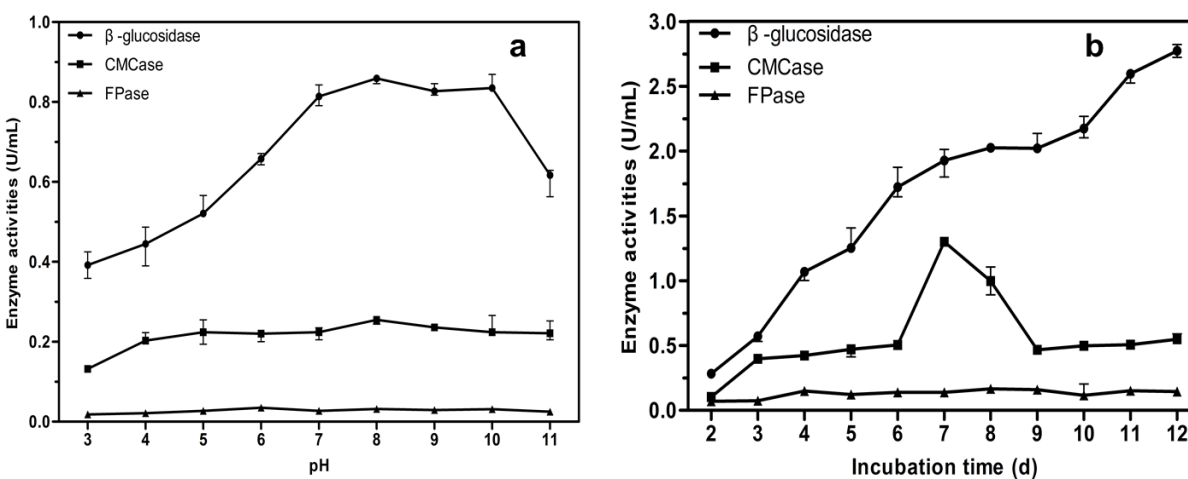 a
β -glucosidase
CMCase
FPase
Enzyme activities (U/mL)
1.0
0.8
0.6
0.4
0.2
0.0
3 4 5 6 7 8 9 10 11
pH
b
β -glucosidase
CMCase
FPase
Enzyme activities (U/mL)
3.0
2.5
2.0
1.5
1.0
0.5
0.0
2 3 4 5 6 7 8 9 10 11 12
Incubation time (d)